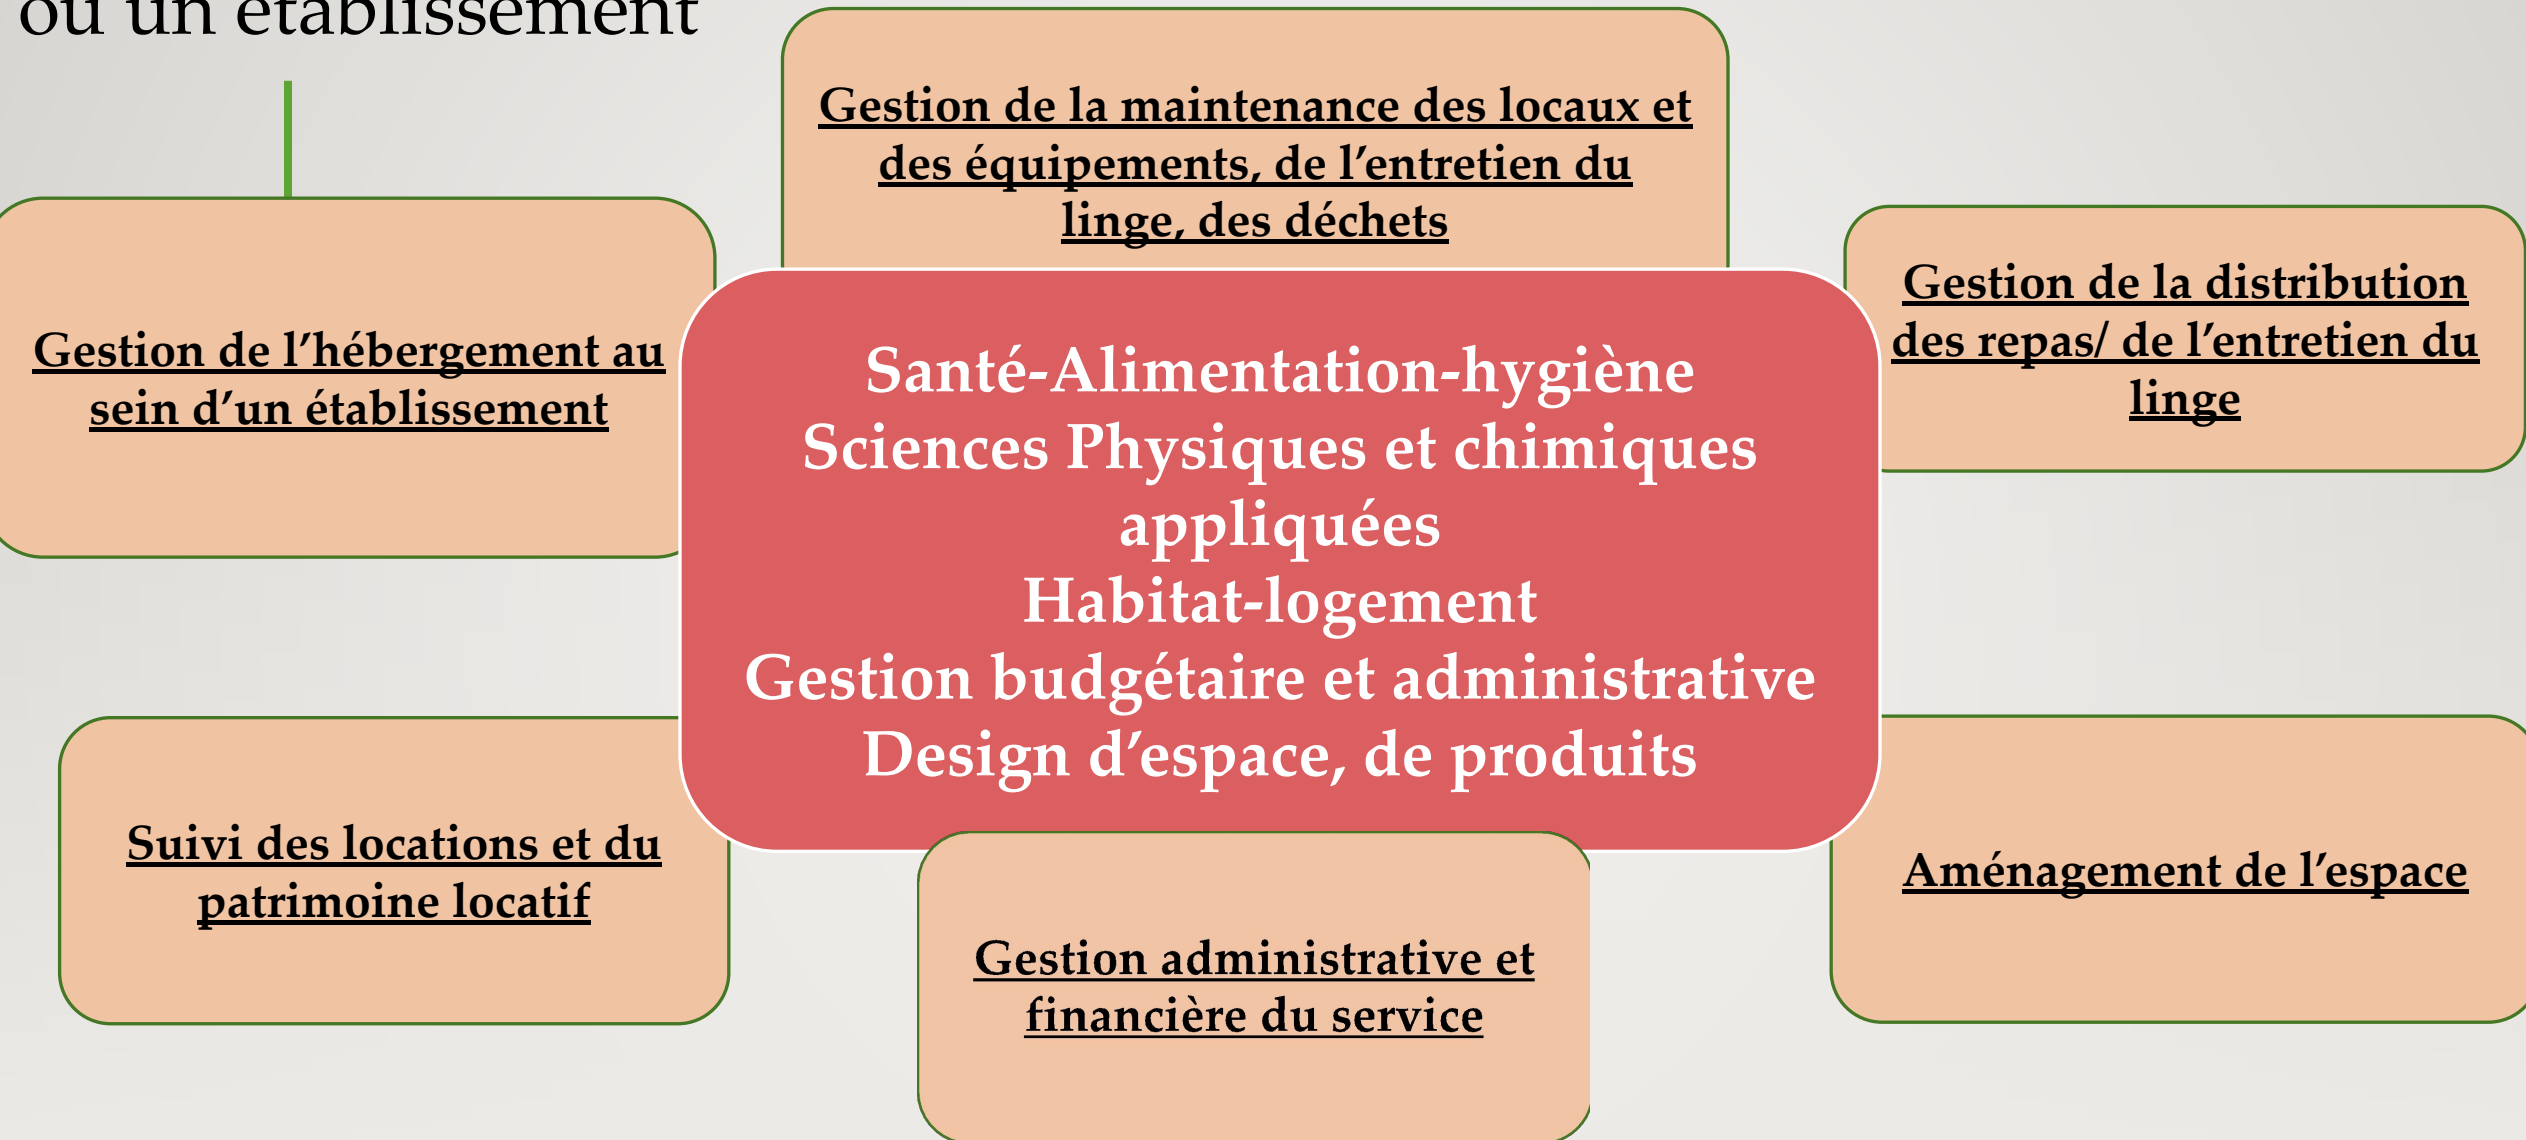 ou un établissement
Gestion de la maintenance des locaux et
des équipements, de l’entretien du
linge, des déchets
Gestion de l’hébergement au
sein d’un établissement
Gestion de la distribution
des repas/ de l’entretien du
linge
Santé-Alimentation-hygiène
Sciences Physiques et chimiques
appliquées
Habitat-logement
Gestion budgétaire et administrative
Design d’espace, de produits
Suivi des locations et du
patrimoine locatif
Aménagement de l’espace
Gestion administrative et
financière du service